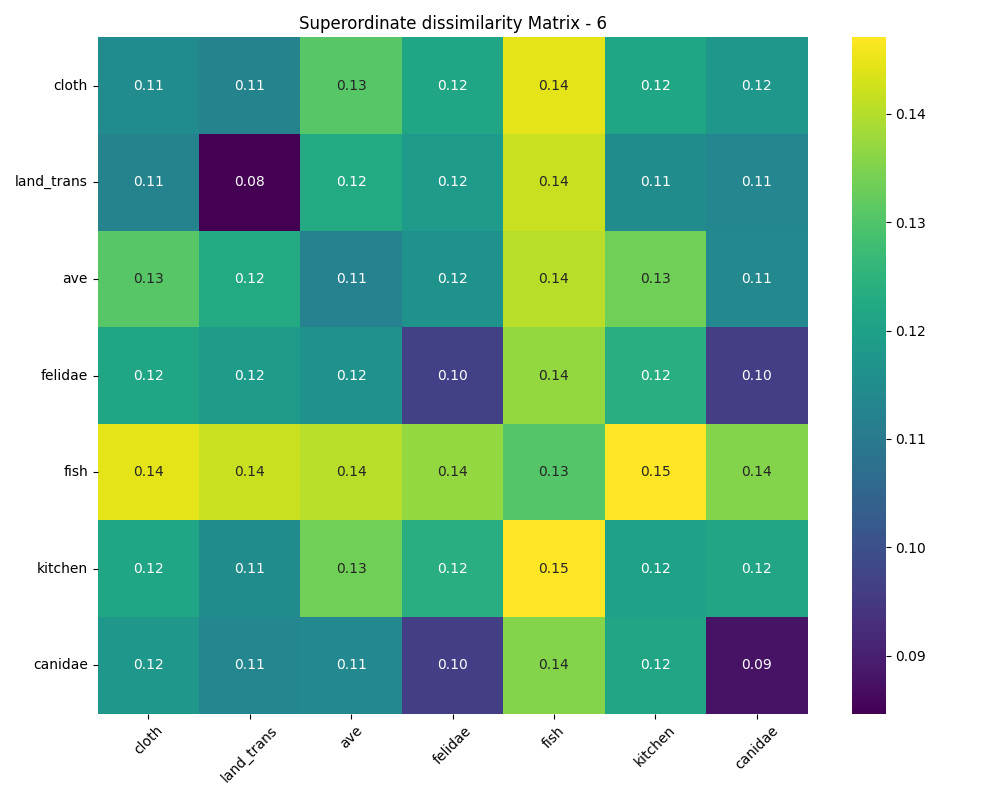 Superordinate dissimilarity Matrix - 6
cloth 0.11 0.11 0.13 0.12 0.14 0.12 0.12
land_trans 0.11 0.08 0.12 0.12 0.14 0.11 0.11
ave 0.13 0.12 0.11 0.12 0.14 0.13 0.11
felidae 0.12 0.12 0.12 0.10 0.14 0.12 0.10
fish 0.14 0.14 0.14 0.14 0.13 0.15 0.14
kitchen 0.12 0.11 0.13 0.12 0.15 0.12 0.12
canidae 0.12 0.11 0.11 0.10 0.14 0.12 0.09
cloth land_trans ave felidae fish kitchen canidae
0.14
0.13
0.12
0.11
0.10
0.09